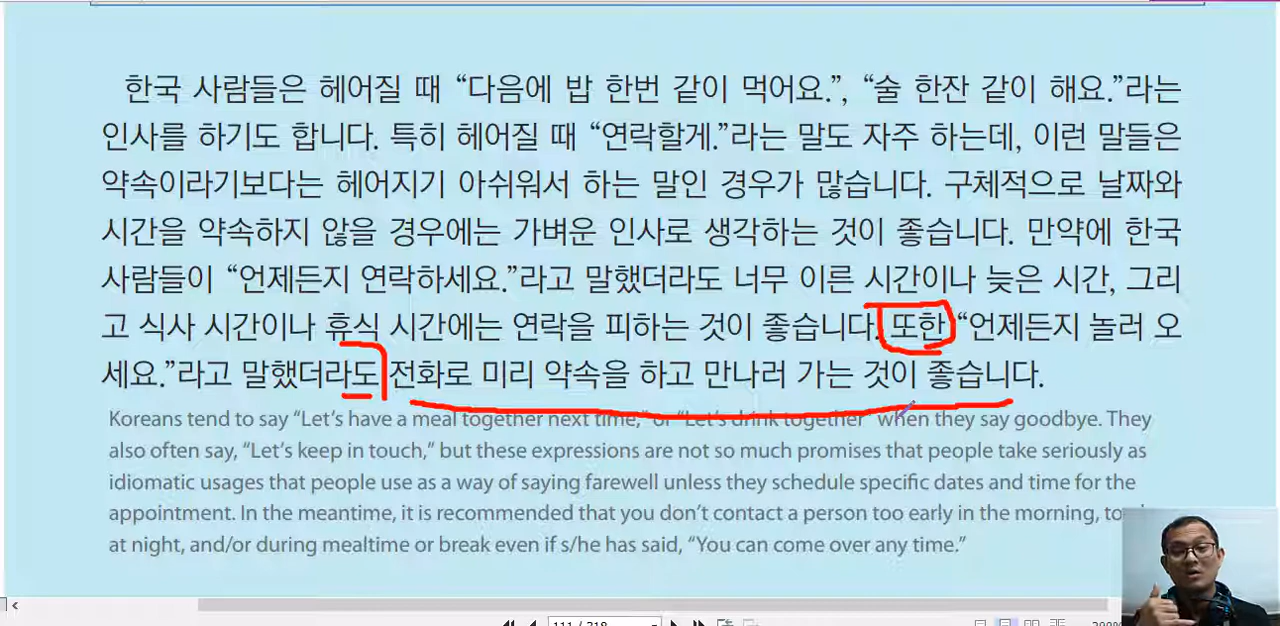 한국 사람들은 헤어질 때 “다음에 밥 한번 같이 먹어요.”, “술 한잔 같이 해요.”라는
인사를 하기도 합니다. 특히 헤어질 때 “연락할게.”라는 말도 자주 하는데, 이런 말들은
약속이라기보다는 헤어지기 아쉬워서 하는 말인 경우가 많습니다. 구체적으로 날짜와
시간을 약속하지 않을 경우에는 가벼운 인사로 생각하는 것이 좋습니다. 만약에 한국
사람들이 “언제든지 연락하세요.”라고 말했더라도 너무 이른 시간이나 늦은 시간, 그리
고 식사 시간이나 휴식 시간에는 연락을 피하는 것이 좋습니다. 또한 “언제든지 놀러 오
세요.”라고 말했더라도 전화로 미리 약속을 하고 만나러 가는 것이 좋습니다.
Koreans tend to say “Let’s have a meal together next time,” or “Let’s drink together” when they say goodbye. They
also often say, “Let’s keep in touch,” but these expressions are not so much promises that people take seriously as
idiomatic usages that people use as a way of saying farewell unless they schedule specific dates and time for the
appointment. In the meantime, it is recommended that you don’t contact a person too early in the morning,
at night, and/or during mealtime or break even if s/he has said, “You can come over any time.”
111 / 218